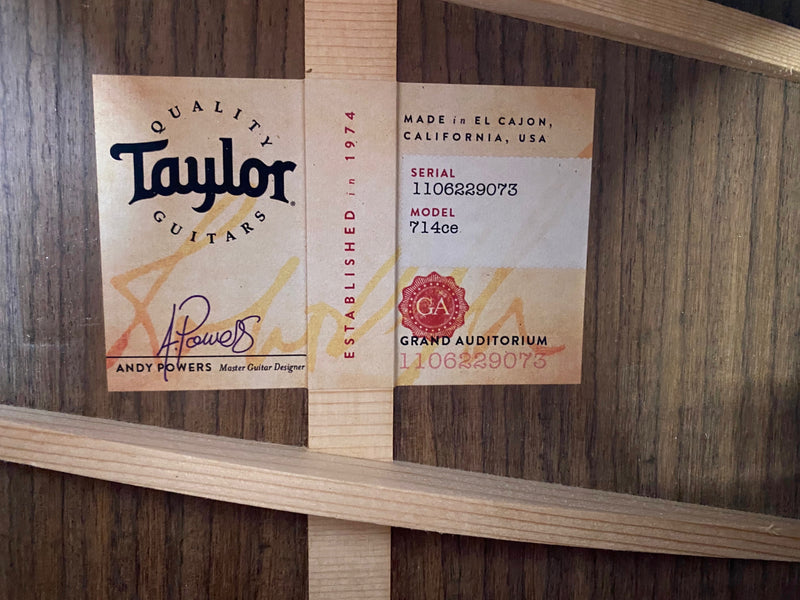 QUALITY
Taylor
GUITARS
A. Powers
ANDY POWERS Master Guitar Designer
ESTABLISHED in 1974
MADE in EL CAJON,
CALIFORNIA, USA
SERIAL
1106229073
MODEL
714ce
GA
GRAND AUDITORIUM
1106229073